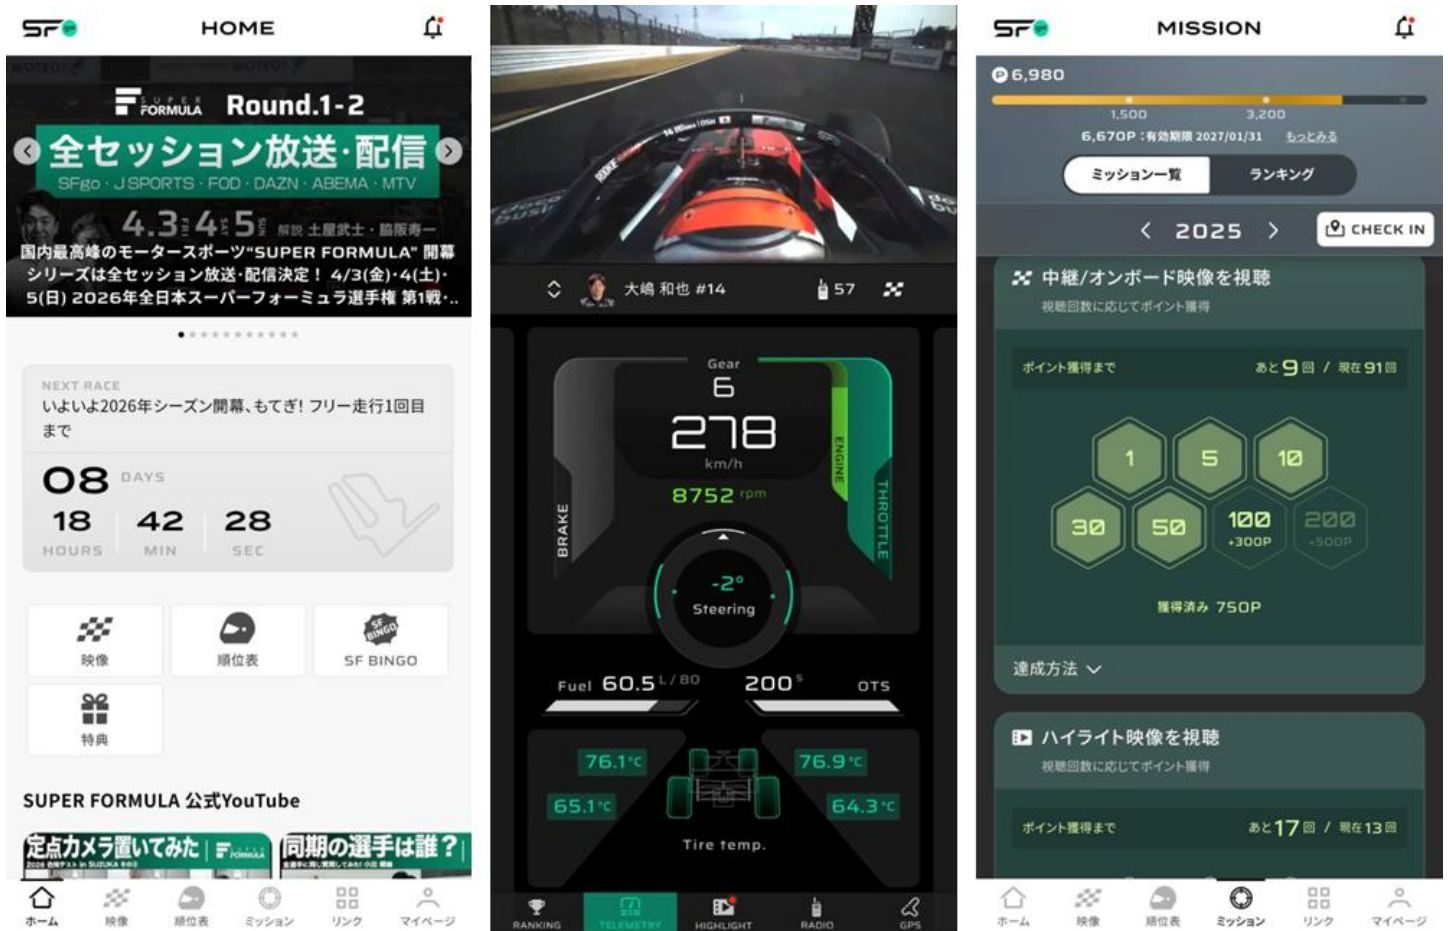 SFgo
HOME
SUPER FORMULA Round.1-2
全セッション放送·配信
SFgo · J SPORTS · FOD · DAZN · ABEMA · MTV
4.3 FRI 4 SAT 5 SUN 解説 土屋武士・脇阪寿一
国内最高峰のモータースポーツ“SUPER FORMULA” 開幕
シリーズは全セッション放送·配信決定！ 4/3(金)·4(土)·
5(日) 2026年全日本スーパーフォーミュラ選手権 第1戦·..
NEXT RACE
いよいよ2026年シーズン開幕、もてぎ! フリー走行1回目
まで
08 DAYS
18 42 28
HOURS MIN SEC
映像 順位表 SF BINGO
特典
SUPER FORMULA 公式YouTube
定点カメラ置いてみた 同期の選手は誰？
ホーム 映像 順位表 ミッション リンク マイページ
大嶋 和也 #14 57
Gear
6
278
km/h
8752 rpm
BRAKE
ENGINE
THROTTLE
-2°
Steering
Fuel 60.5 L/80 200 s OTS
76.1°C 76.9°C
65.1°C 64.3°C
Tire temp.
RANKING TELEMETRY HIGHLIGHT RADIO GPS
SFgo
MISSION
P 6,980
1,500 3,200
6,670P :有効期限 2027/01/31 もっとみる
ミッション一覧 ランキング
< 2025 > CHECK IN
中継/オンボード映像を視聴
視聴回数に応じてポイント獲得
ポイント獲得まで あと9回 / 現在91回
1 5 10
30 50 100 200
+300P +500P
獲得済み 750P
達成方法
ハイライト映像を視聴
視聴回数に応じてポイント獲得
ポイント獲得まで あと17回 / 現在13回
ホーム 映像 順位表 ミッション リンク マイページ